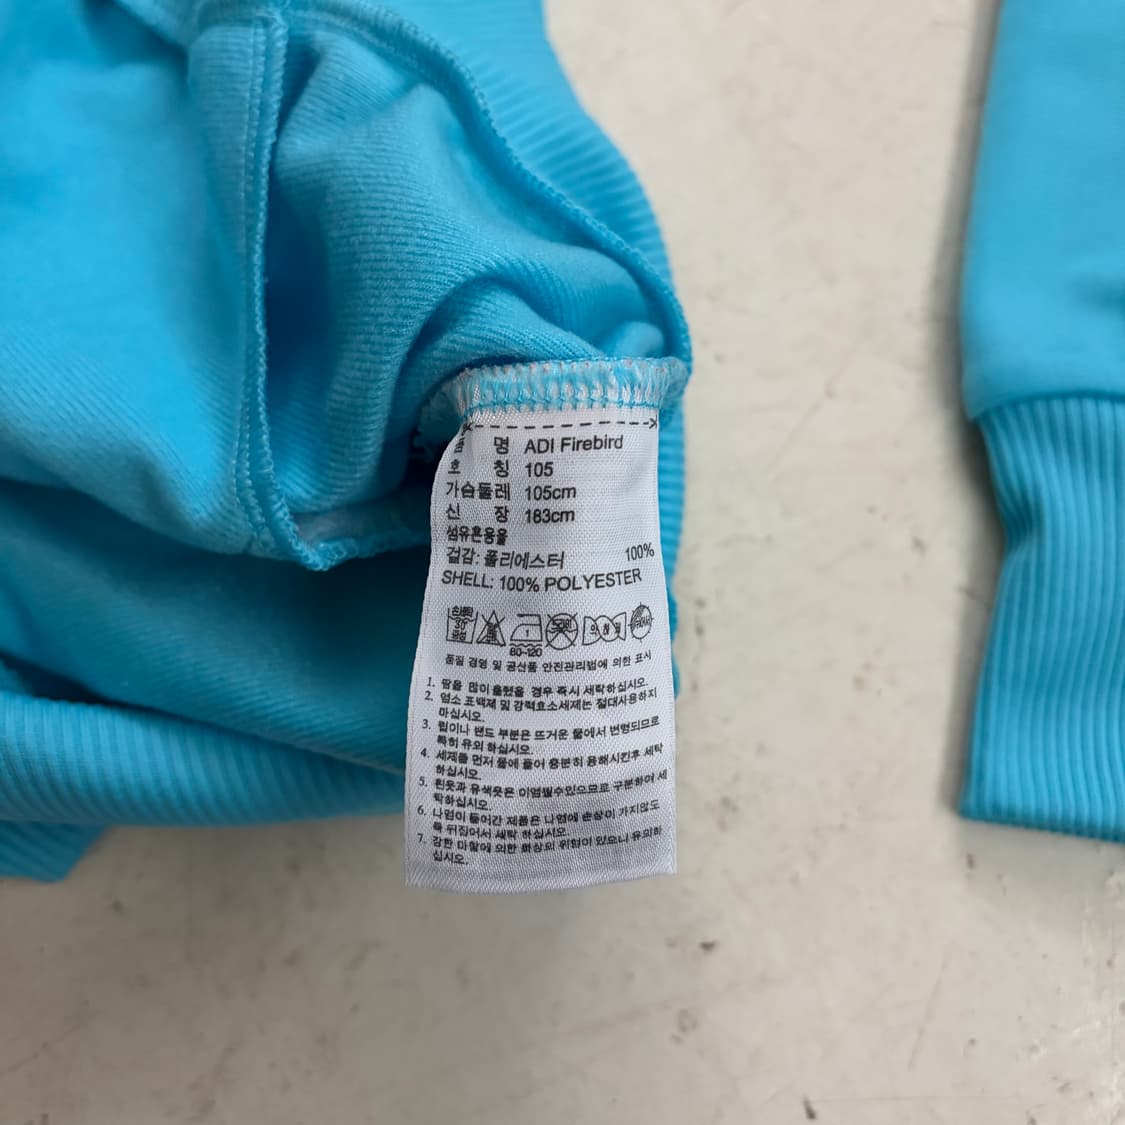 품 명 ADI Firebird
호 칭 105
가슴둘레 105cm
신 장 183cm
섬유혼용율
겉감: 폴리에스터 100%
SHELL: 100% POLYESTER
손세탁
30
중성
80~120
품질 경영 및 공산품 안전관리법에 의한 표시
1. 땀을 많이 흘렸을 경우 즉시 세탁하십시오.
2. 염소 표백제 및 강력효소세제는 절대사용하지
마십시오.
3. 립이나 밴드 부분은 뜨거운 물에서 변형되므로
특히 유의 하십시오.
4. 세제를 먼저 물에 풀어 충분히 용해시킨후 세탁
하십시오.
5. 흰옷과 유색옷은 이염될수있으므로 구분하여 세
탁하십시오.
6. 나염이 들어간 제품은 나염에 손상이 가지않도
록 뒤집어서 세탁 하십시오.
7. 강한 마찰에 의한 화상의 위험이 있으니 유의하
십시오.